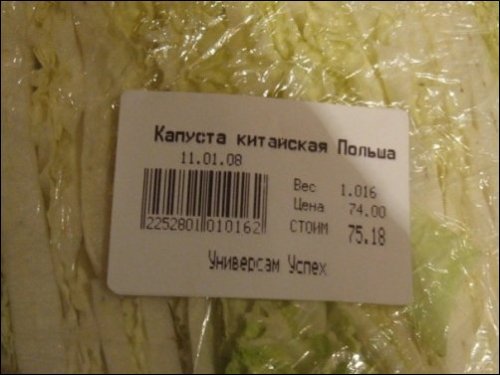 Капуста китайская Польша
11.01.08
Вес 1.016
Цена 74.00
СТОИМ 75.18
2252801 010162
Универсам Успех